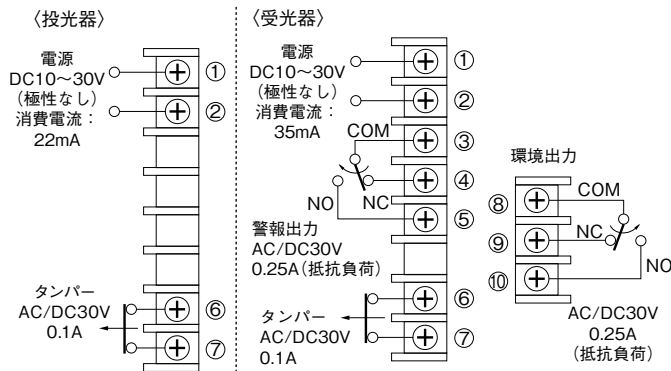 〈投光器〉
電源
DC10～30V
（極性なし）
消費電流：
22mA
①
②
タンパー
AC/DC30V
0.1A
⑥
⑦
〈受光器〉
電源
DC10～30V
（極性なし）
消費電流：
35mA
①
②
COM
③
④
NC
NO
⑤
警報出力
AC/DC30V
0.25A（抵抗負荷）
タンパー
AC/DC30V
0.1A
⑥
⑦
環境出力
⑧
COM
⑨
NC
NO
⑩
AC/DC30V
0.25A
（抵抗負荷）